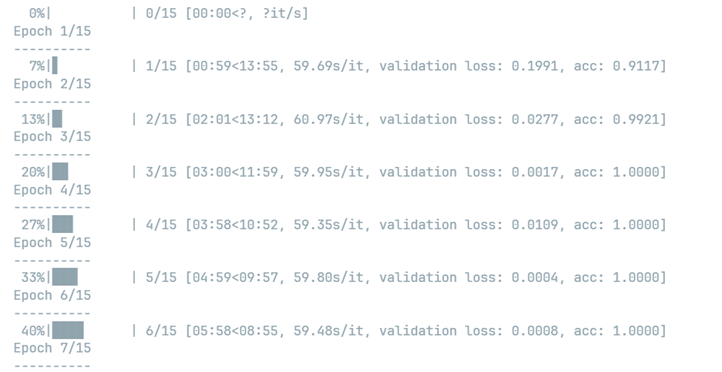 0%| | 0/15 [00:00<?, ?it/s]
Epoch 1/15
----------
7%|█ | 1/15 [00:59<13:55, 59.69s/it, validation loss: 0.1991, acc: 0.9117]
Epoch 2/15
----------
13%|█ | 2/15 [02:01<13:12, 60.97s/it, validation loss: 0.0277, acc: 0.9921]
Epoch 3/15
----------
20%|██ | 3/15 [03:00<11:59, 59.95s/it, validation loss: 0.0017, acc: 1.0000]
Epoch 4/15
----------
27%|███ | 4/15 [03:58<10:52, 59.35s/it, validation loss: 0.0109, acc: 1.0000]
Epoch 5/15
----------
33%|███ | 5/15 [04:59<09:57, 59.80s/it, validation loss: 0.0004, acc: 1.0000]
Epoch 6/15
----------
40%|████ | 6/15 [05:58<08:55, 59.48s/it, validation loss: 0.0008, acc: 1.0000]
Epoch 7/15
----------